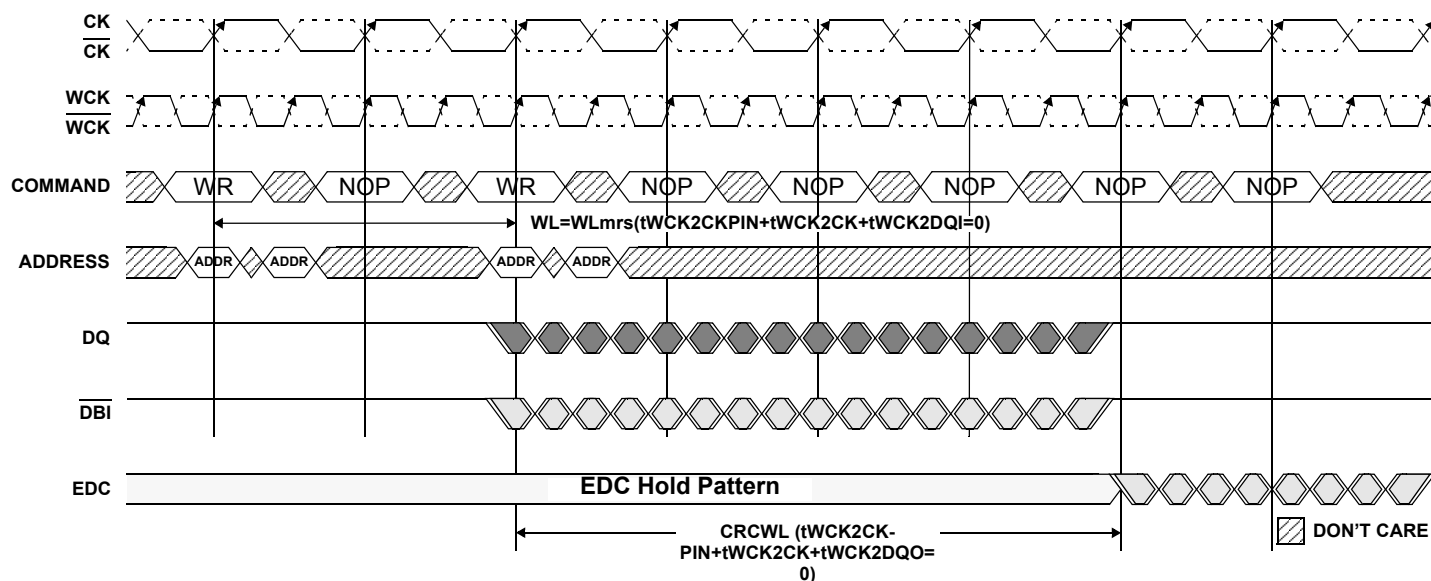 CK
CK
WCK
WCK
COMMAND
WR
NOP
WR
NOP
NOP
NOP
NOP
NOP
WL=WLmrs(tWCK2CKPIN+tWCK2CK+tWCK2DQI=0)
ADDRESS
ADDR
ADDR
ADDR
ADDR
DQ
DBI
EDC
EDC Hold Pattern
CRCWL (tWCK2CK-
PIN+tWCK2CK+tWCK2DQO=
0)
DON'T CARE